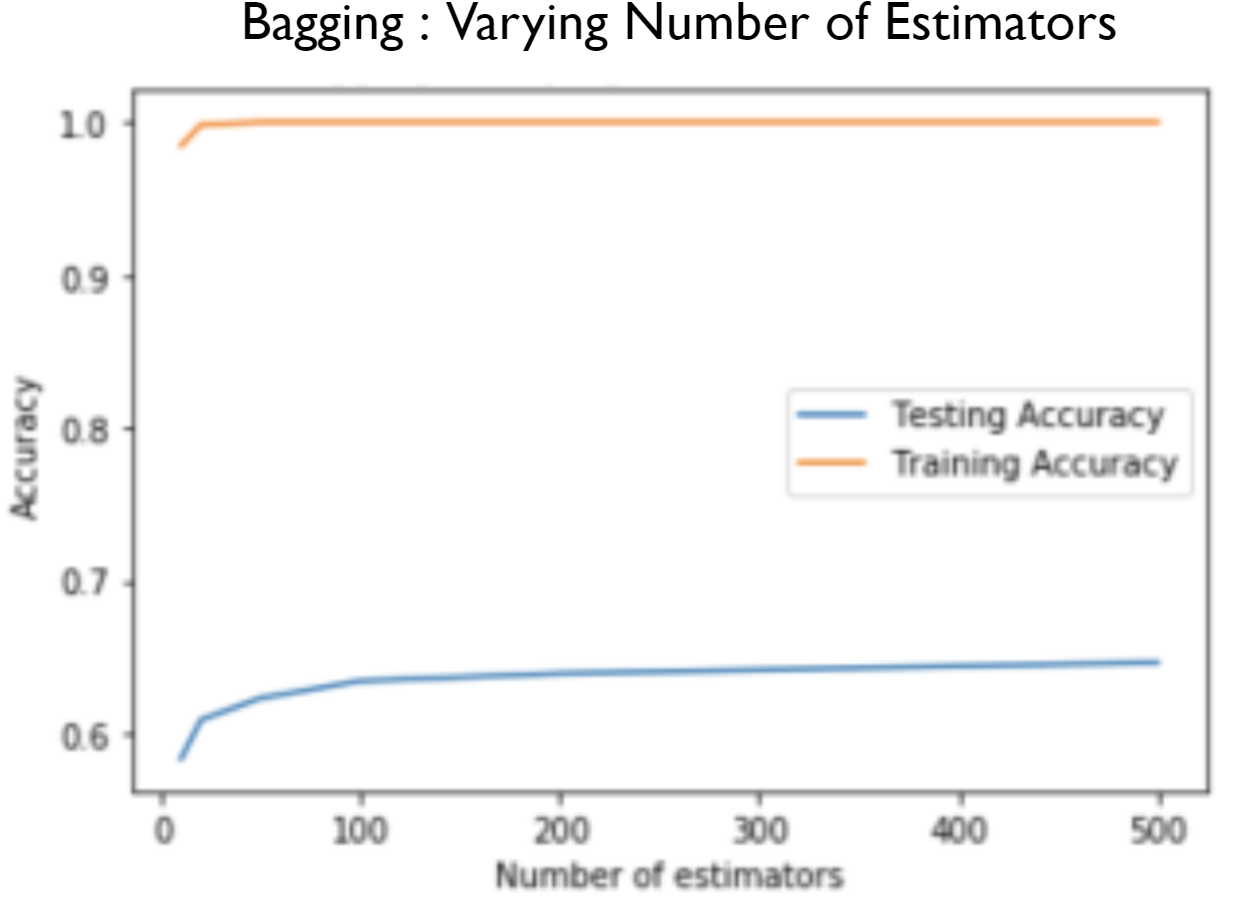 Bagging : Varying Number of Estimators
1.0
0.9
0.8
0.7
0.6
Accuracy
Testing Accuracy
Training Accuracy
0 100 200 300 400 500
Number of estimators